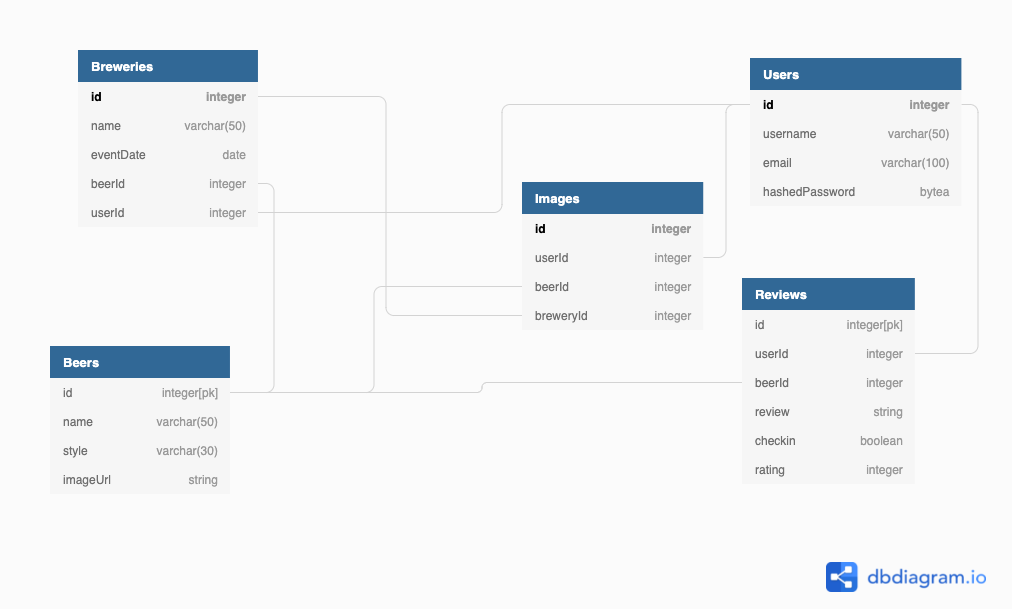 Breweries
id integer
name varchar(50)
eventDate date
beerId integer
userId integer
Users
id integer
username varchar(50)
email varchar(100)
hashedPassword bytea
Images
id integer
userId integer
beerId integer
breweryId integer
Reviews
id integer[pk]
userId integer
beerId integer
review string
checkin boolean
rating integer
Beers
id integer[pk]
name varchar(50)
style varchar(30)
imageUrl string
dbdiagram.io